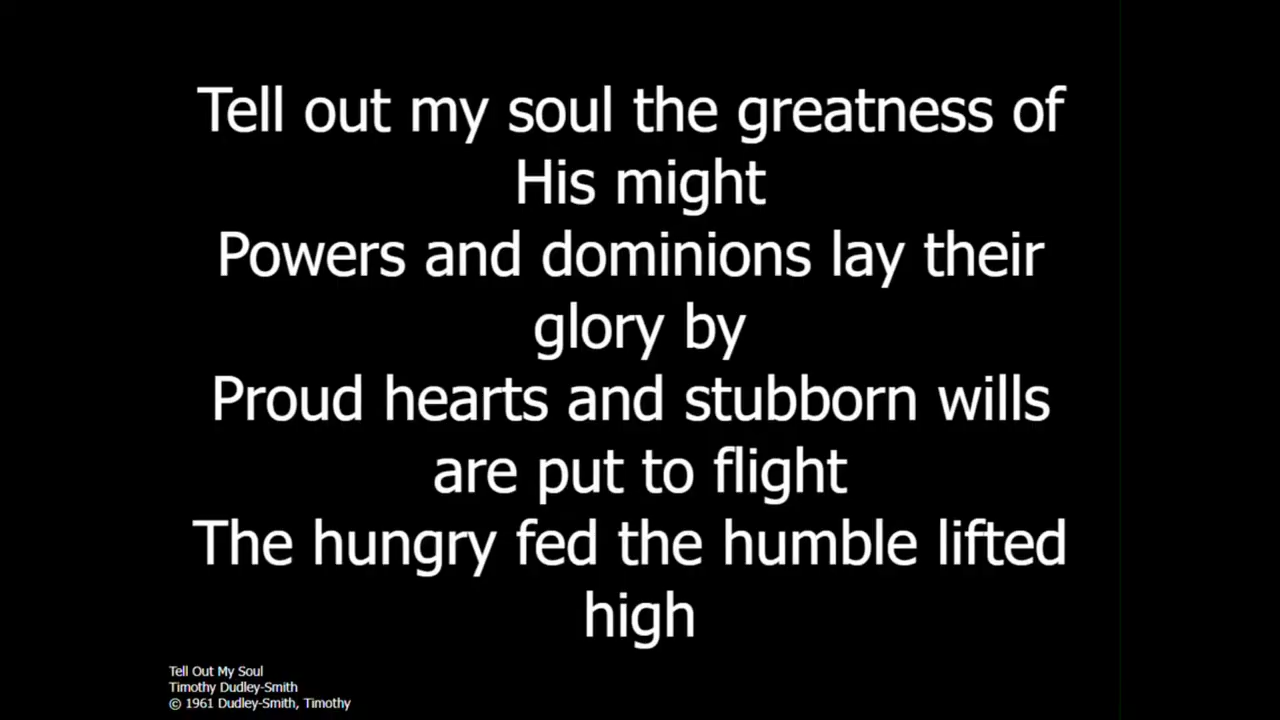 Tell out my soul the greatness of
His might
Powers and dominions lay their
glory by
Proud hearts and stubborn wills
are put to flight
The hungry fed the humble lifted
high
Tell Out My Soul
Timothy Dudley-Smith
© 1961 Dudley-Smith, Timothy